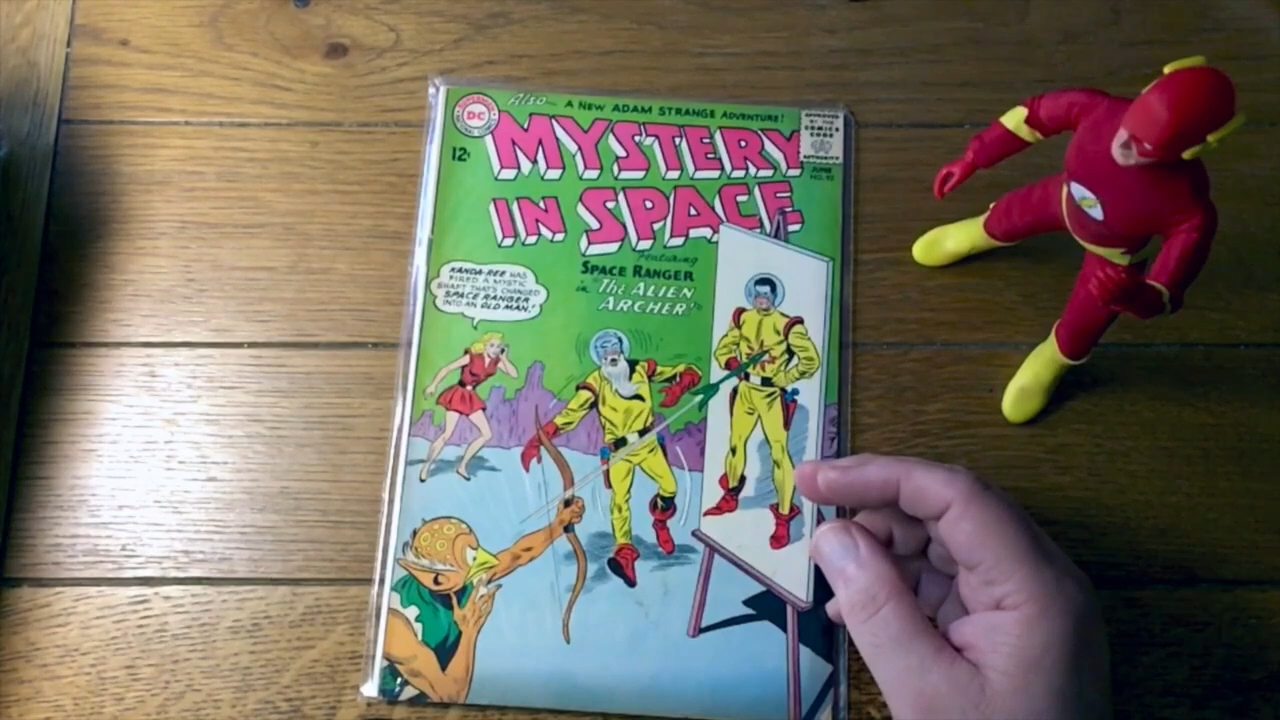 Also—
A NEW ADAM STRANGE ADVENTURE!
DC
APPROVED
BY THE
COMICS
CODE
AUTHORITY
12¢
MYSTERY
IN SPACE
JUNE
Featuring
SPACE RANGER
in "The ALIEN
ARCHER!"
KANDA-REE HAS
FIRED A MYSTIC
SHAFT THAT'S CHANGED
SPACE RANGER
INTO AN OLD MAN!